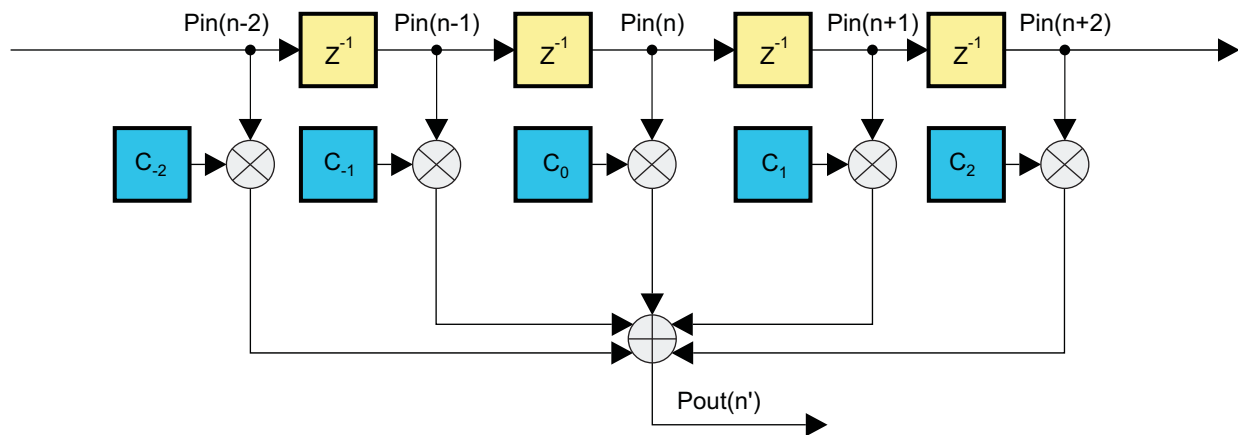 Pin(n-2) Pin(n-1) Pin(n) Pin(n+1) Pin(n+2)
Z⁻¹ Z⁻¹ Z⁻¹ Z⁻¹
C₋₂ C₋₁ C₀ C₁ C₂
Pout(n')